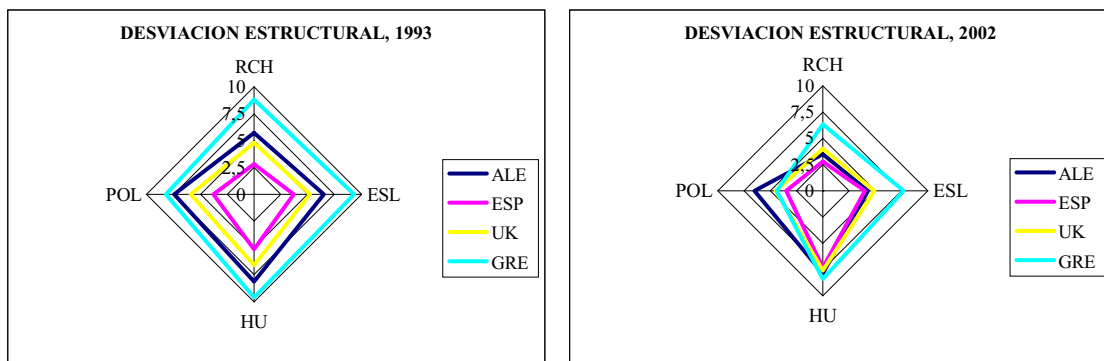 DESVIACION ESTRUCTURAL, 1993
RCH
10
7,5
5
2,5
0
POL
ESL
HU
ALE
ESP
UK
GRE
DESVIACION ESTRUCTURAL, 2002
RCH
10
7,5
5
2,5
0
POL
ESL
HU
ALE
ESP
UK
GRE